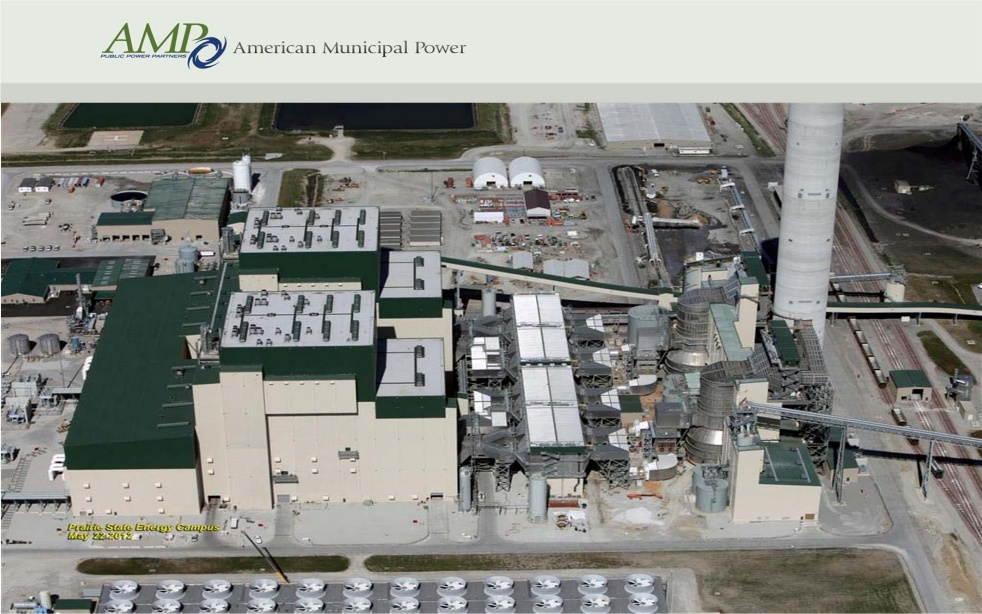 AMP
PUBLIC POWER PARTNERS
American Municipal Power
Prairie State Energy Campus
May 22 2012